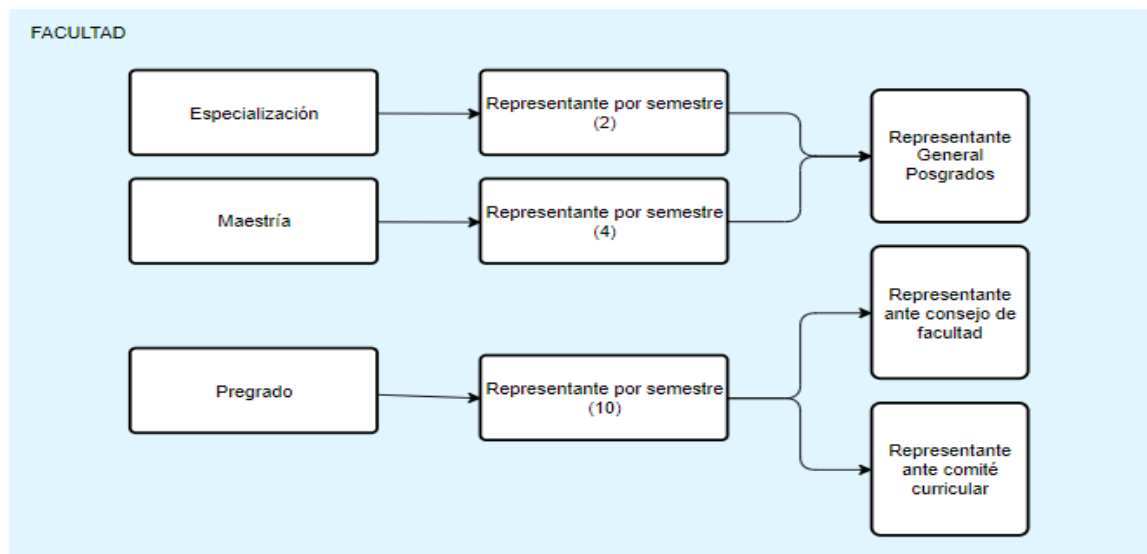 FACULTAD
Especialización
Representante por semestre
(2)
Representante
General
Posgrados
Maestría
Representante por semestre
(4)
Representante
ante consejo de
facultad
Pregrado
Representante por semestre
(10)
Representante
ante comité
curricular